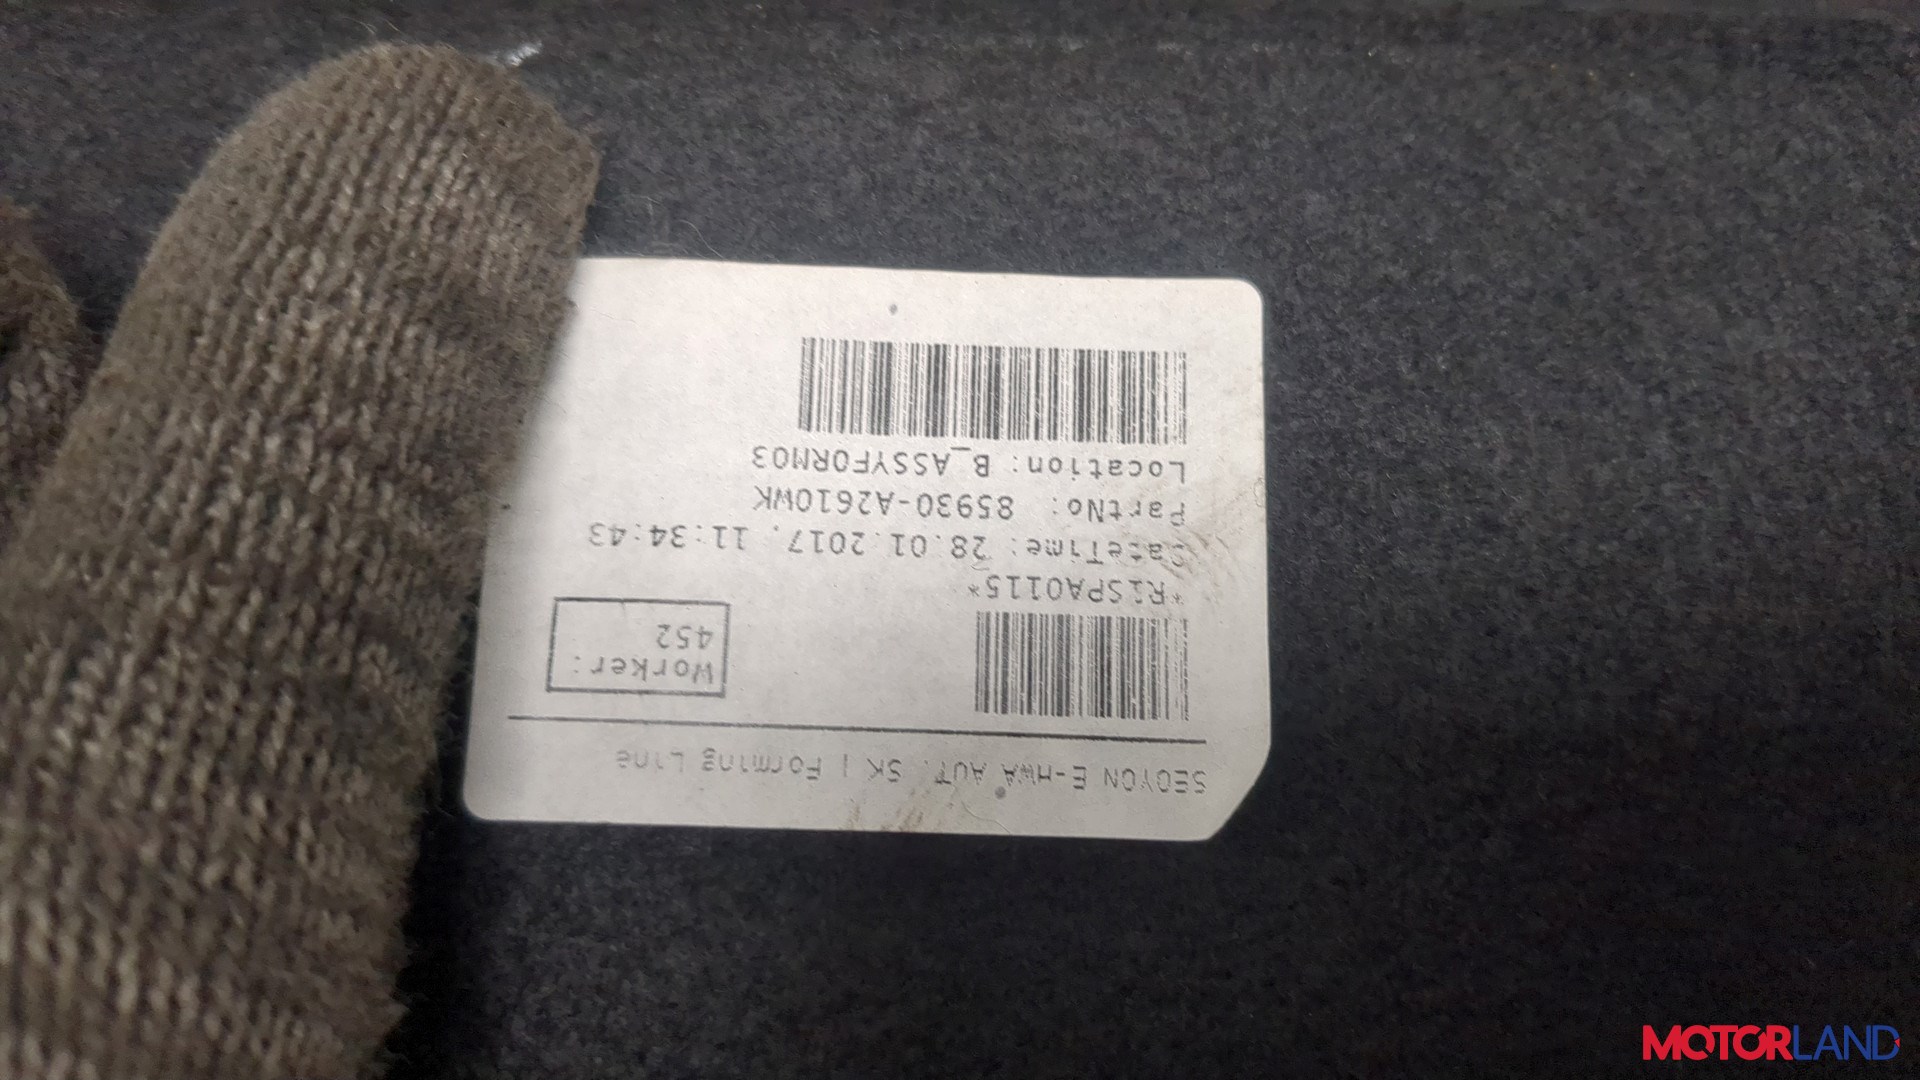 SEOYON E-HWA AUT. SK | Forming Line
Worker:
452
*R1SPA0115*
DateTime: 28.01.2017. 11:34:43
PartNo: 85930-A2610WK
Location: B_ASSYFORM03
MOTORLAND